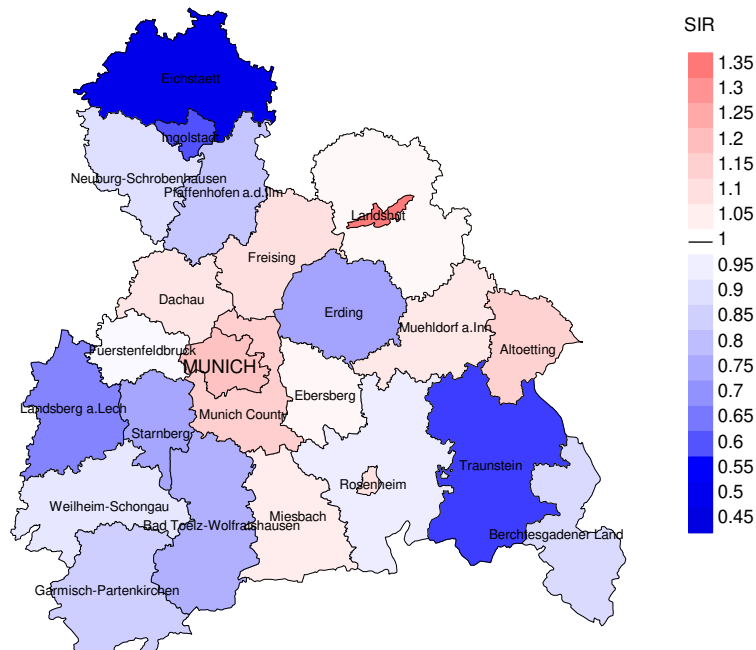 SIR
Eichstaett
Ingolstadt
Neuburg-Schrobenhausen
Pfaffenhofen a.d.Ilm
Landshut
Freising
Dachau
Erding
Muehldorf a.Inn
Altoetting
Fuerstenfeldbruck
MUNICH
Ebersberg
Landsberg a.Lech
Munich County
Starnberg
Traunstein
Rosenheim
Weilheim-Schongau
Miesbach
Bad Toelz-Wolfratshausen
Berchtesgadener Land
Garmisch-Partenkirchen
1.35
1.3
1.25
1.2
1.15
1.1
1.05
1
0.95
0.9
0.85
0.8
0.75
0.7
0.65
0.6
0.55
0.5
0.45